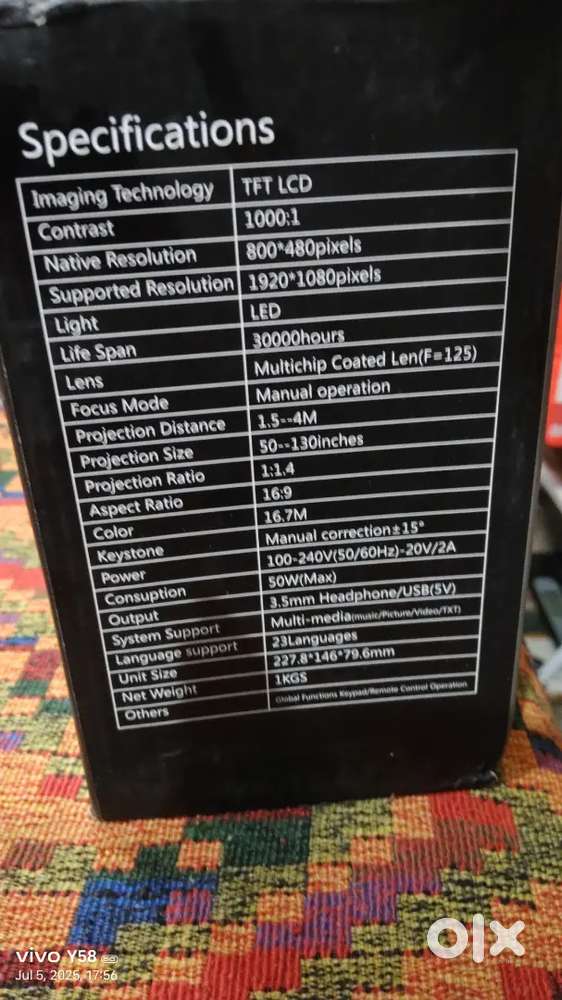 Specifications
Imaging Technology TFT LCD
Contrast 1000:1
Native Resolution 800*480pixels
Supported Resolution 1920*1080pixels
Light LED
Life Span 30000hours
Lens Multichip Coated Len(F=125)
Focus Mode Manual operation
Projection Distance 1.5--4M
Projection Size 50--130inches
Projection Ratio 1:1.4
Aspect Ratio 16:9
Color 16.7M
Keystone Manual correction±15°
Power 100-240V(50/60Hz)-20V/2A
Consuption 50W(Max)
Output 3.5mm Headphone/USB(5V)
System Support Multi-media(music/Picture/Video/TXT)
Language support 23Languages
Unit Size 227.8*146*79.6mm
Net Weight 1KGS
Others Global Functions Keypad/Remote Control Operation
olx
vivo Y58 5G
Jul 5, 2025, 17:56